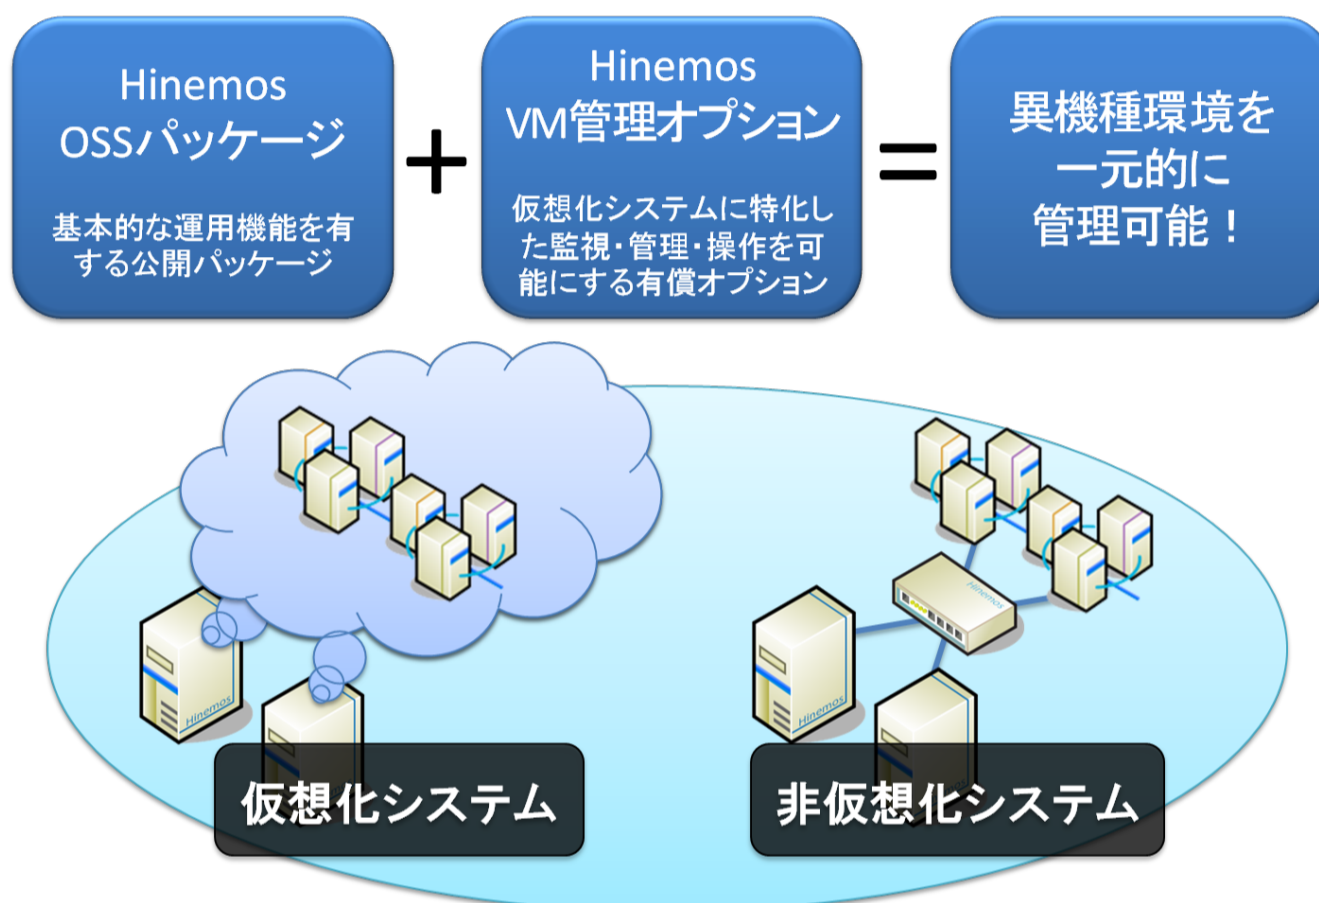 Hinemos
OSSパッケージ
基本的な運用機能を有
する公開パッケージ
+
Hinemos
VM管理オプション
仮想化システムに特化し
た監視・管理・操作を可
能にする有償オプション
=
異機種環境を
一元的に
管理可能！
Hinemos
Hinemos
Hinemos
Hinemos
仮想化システム
非仮想化システム